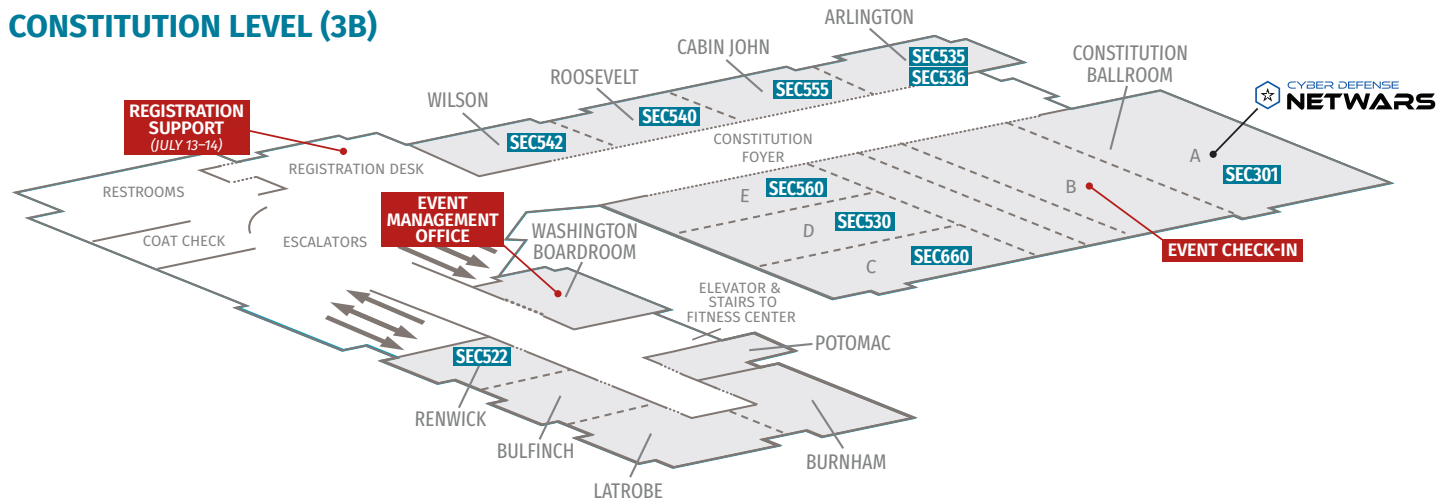 CONSTITUTION LEVEL (3B)
ARLINGTON
CABIN JOHN
SEC535
SEC536
CONSTITUTION
BALLROOM
ROOSEVELT
SEC555
CYBER DEFENSE
NETWARS
WILSON
SEC540
REGISTRATION
SUPPORT
(JULY 13–14)
SEC542
CONSTITUTION
FOYER
A
SEC301
REGISTRATION DESK
RESTROOMS
E
SEC560
B
EVENT
MANAGEMENT
OFFICE
D
SEC530
COAT CHECK
ESCALATORS
WASHINGTON
BOARDROOM
C
SEC660
EVENT CHECK-IN
ELEVATOR &
STAIRS TO
FITNESS CENTER
POTOMAC
SEC522
RENWICK
BULFINCH
BURNHAM
LATROBE